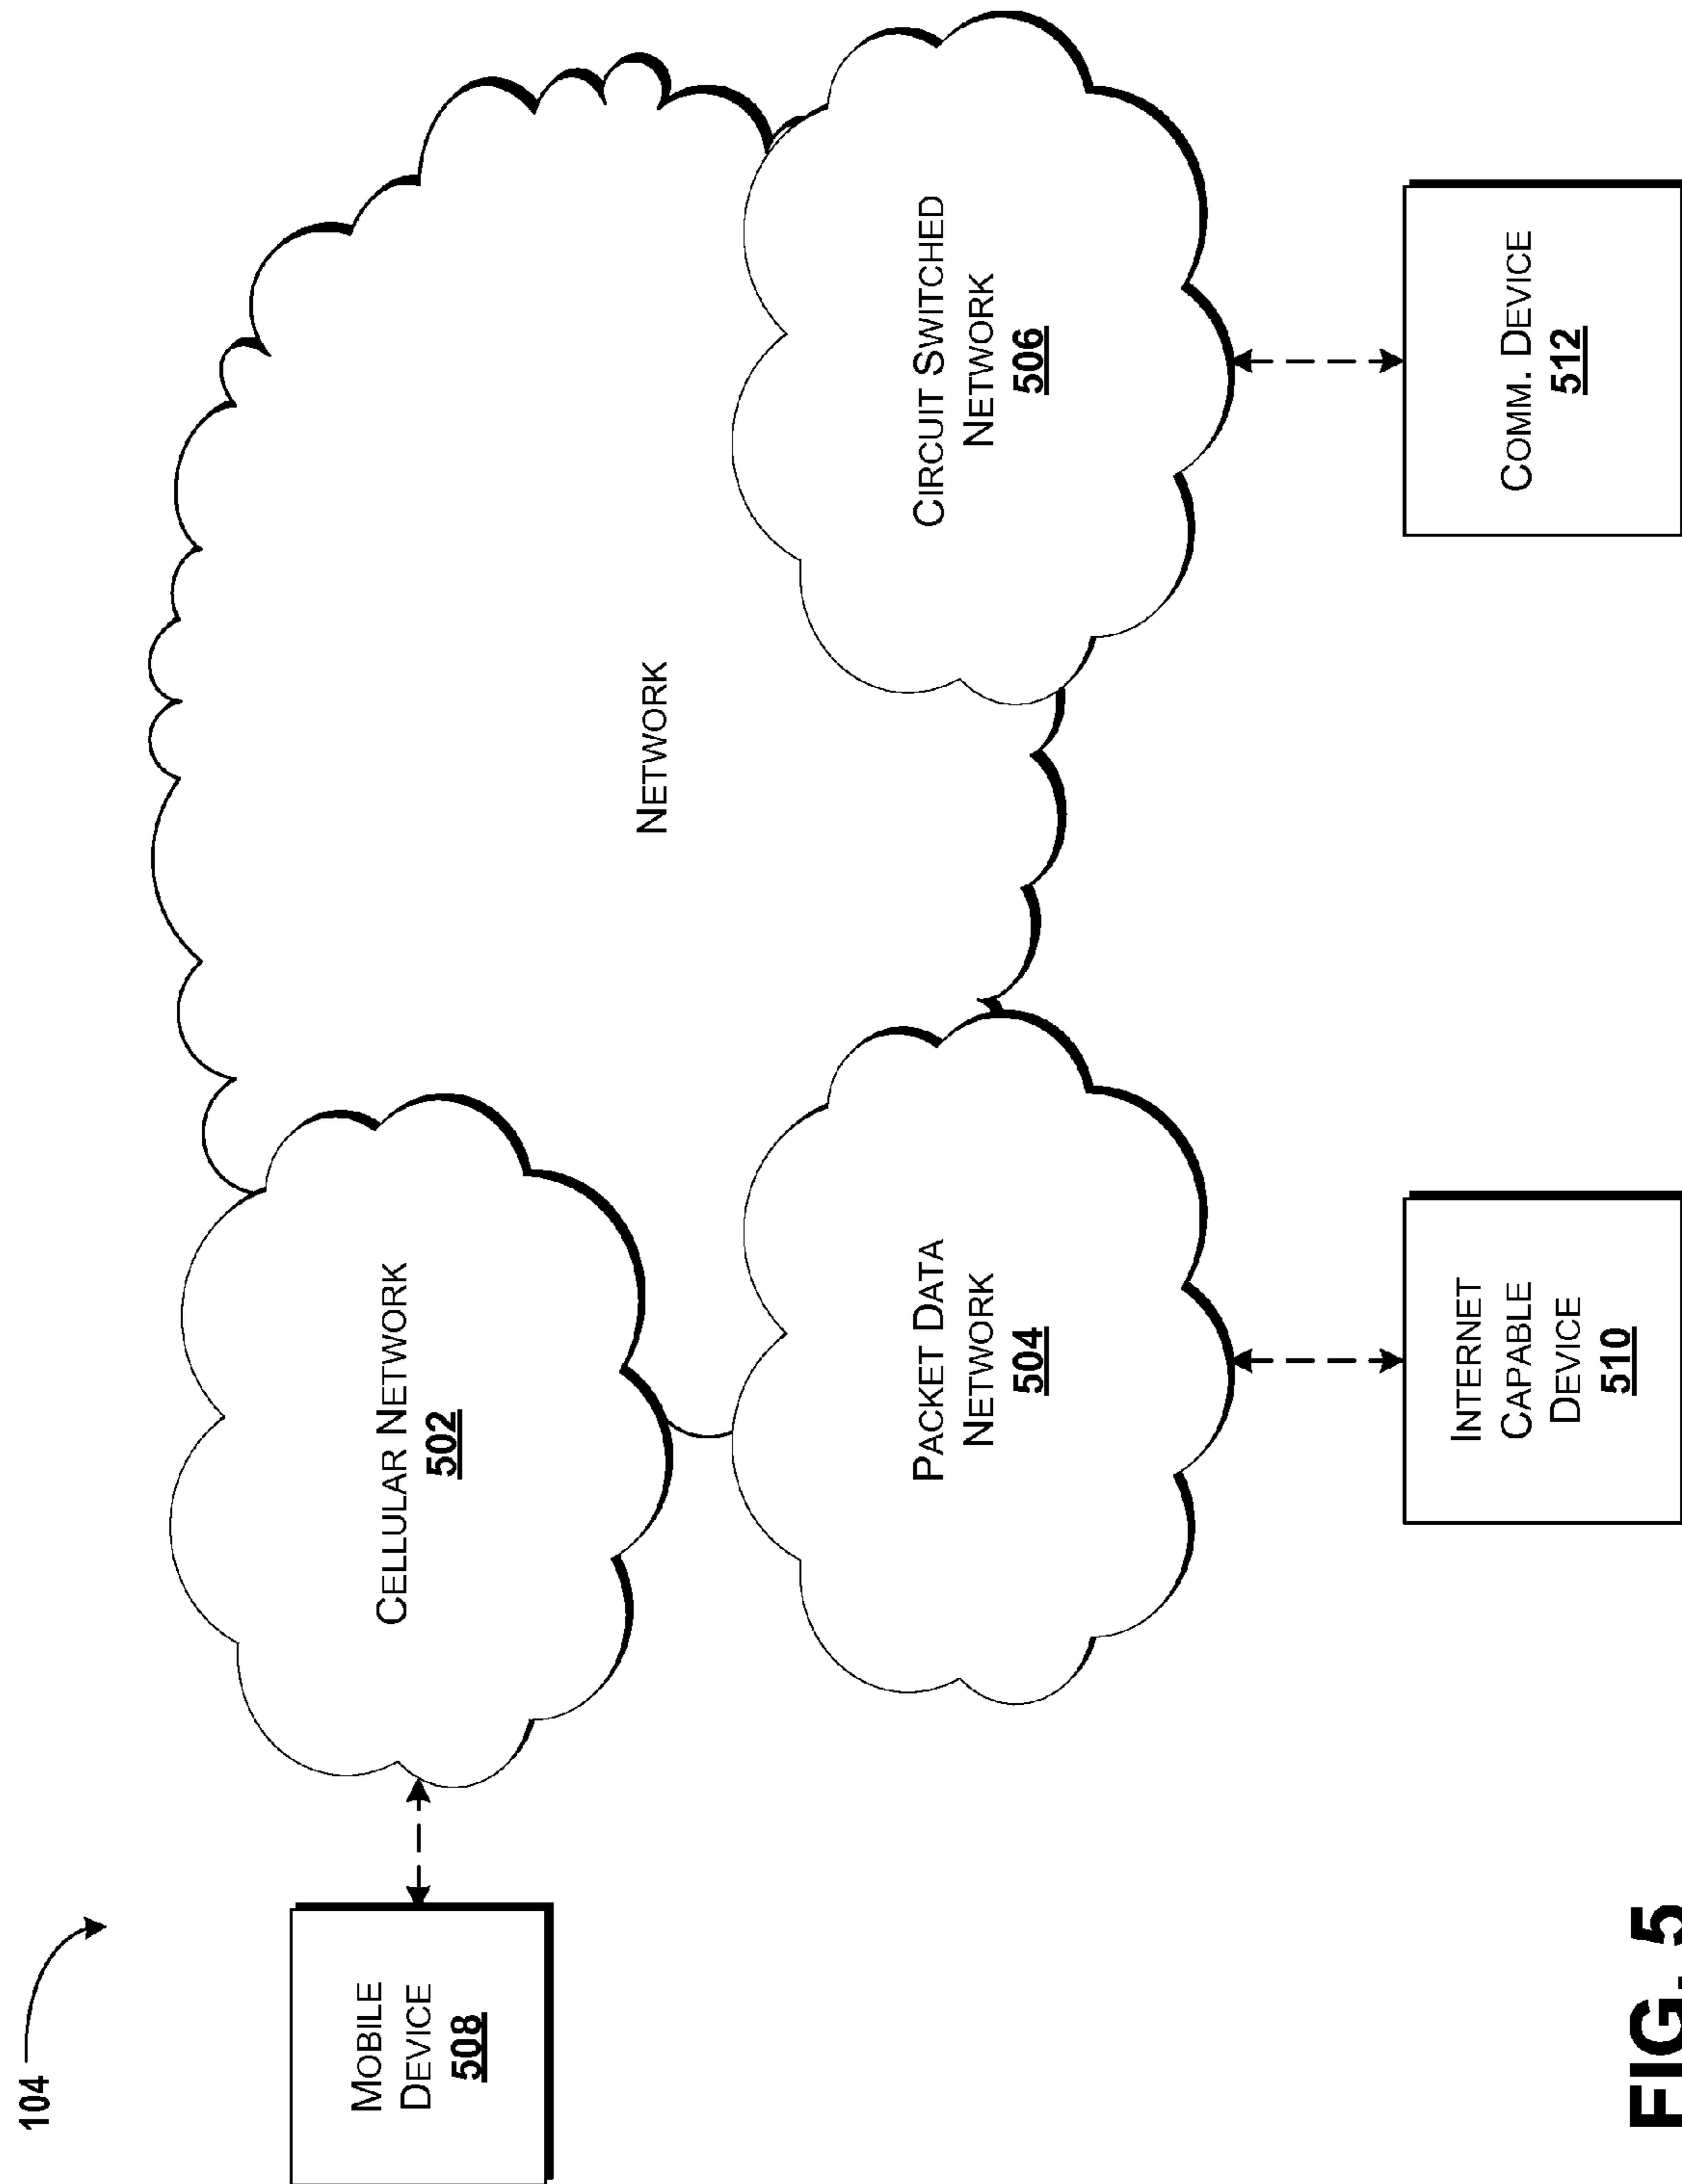 104
MOBILE
DEVICE
508
CELLULAR NETWORK
502
NETWORK
PACKET DATA
NETWORK
504
CIRCUIT SWITCHED
NETWORK
506
INTERNET
CAPABLE
DEVICE
510
COMM. DEVICE
512
FIG. 5